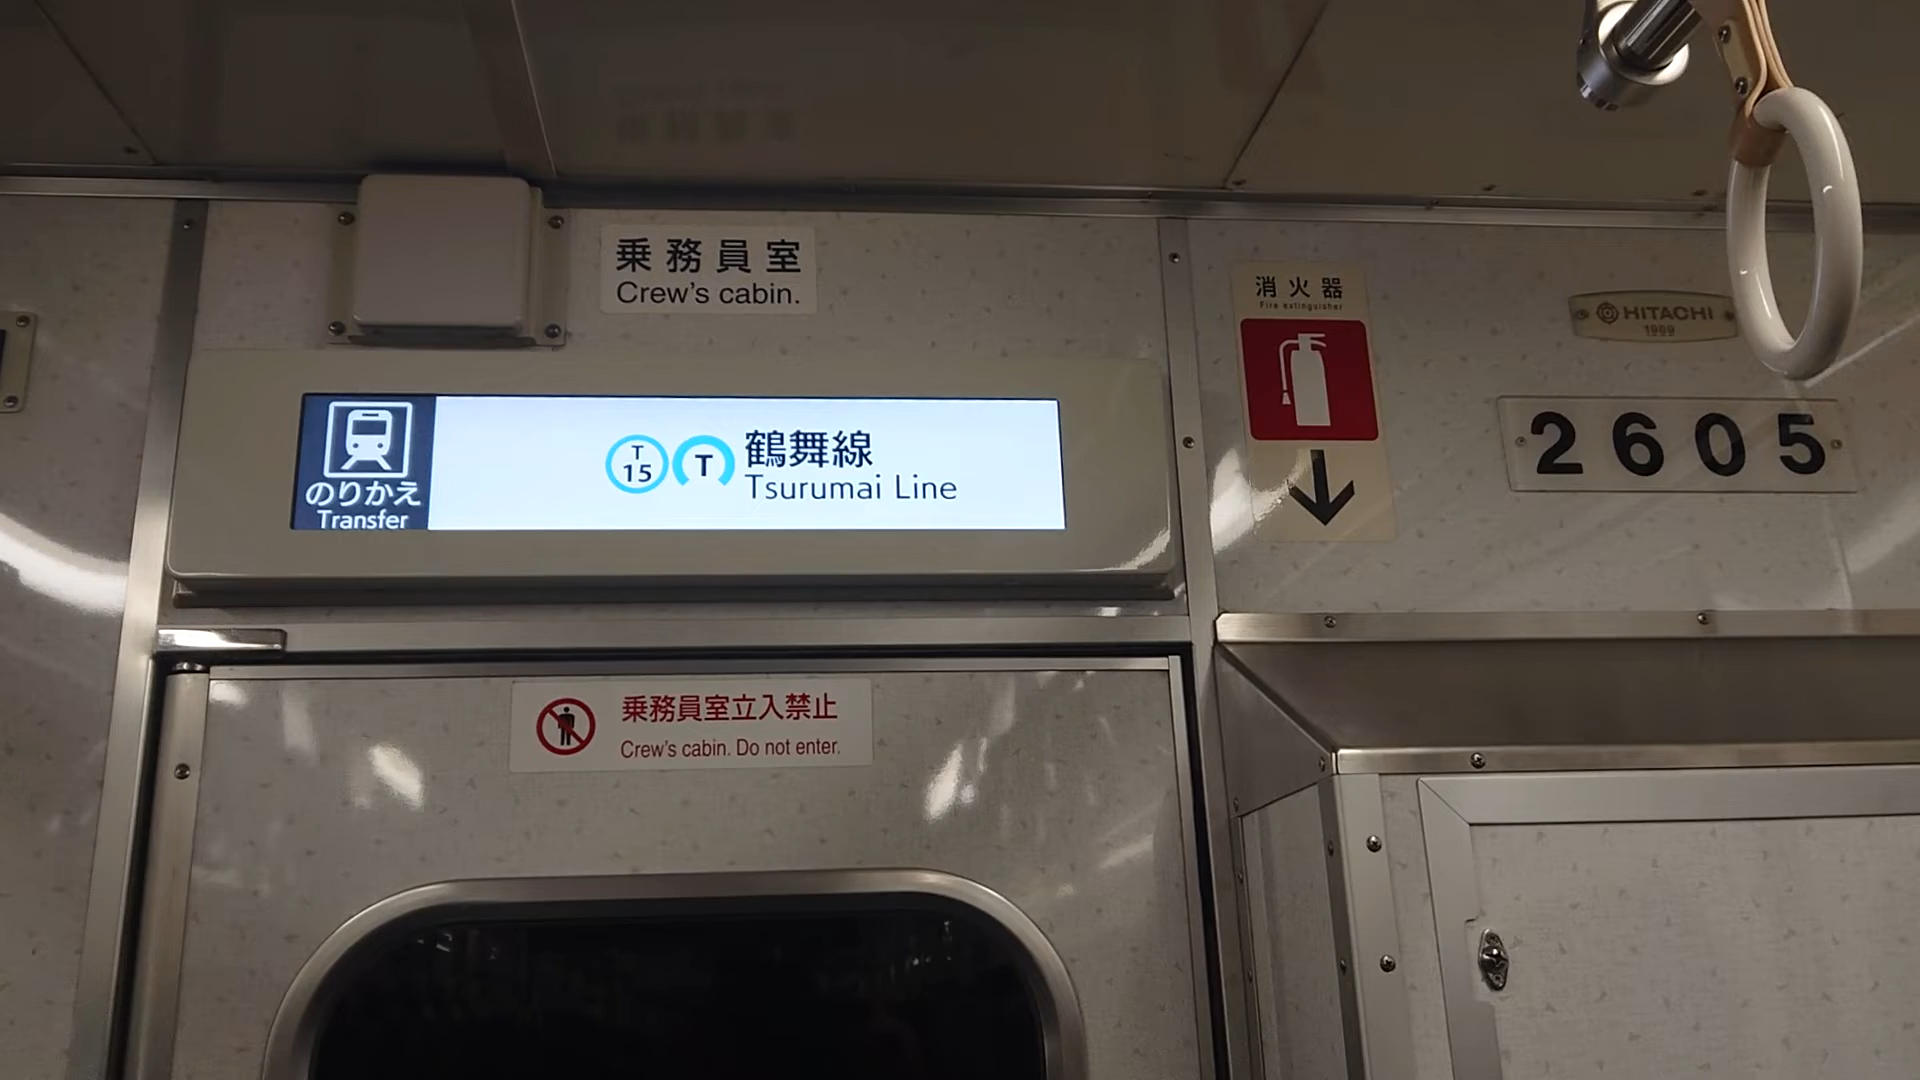 乗務員室
Crew's cabin.
消火器
Fire extinguisher
HITACHI
1989
2605
のりかえ
Transfer
T
15
T
鶴舞線
Tsurumai Line
乗務員室立入禁止
Crew's cabin. Do not enter.